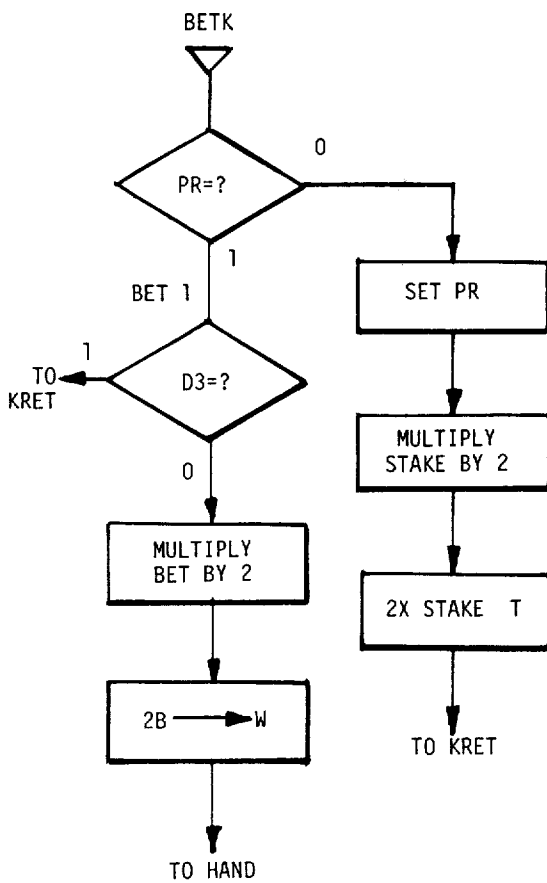 BETK
0
PR=?
1
SET PR
BET 1
1
TO
KRET
D3=?
0
MULTIPLY
STAKE BY 2
MULTIPLY
BET BY 2
2X STAKE T
2B W
TO KRET
TO HAND